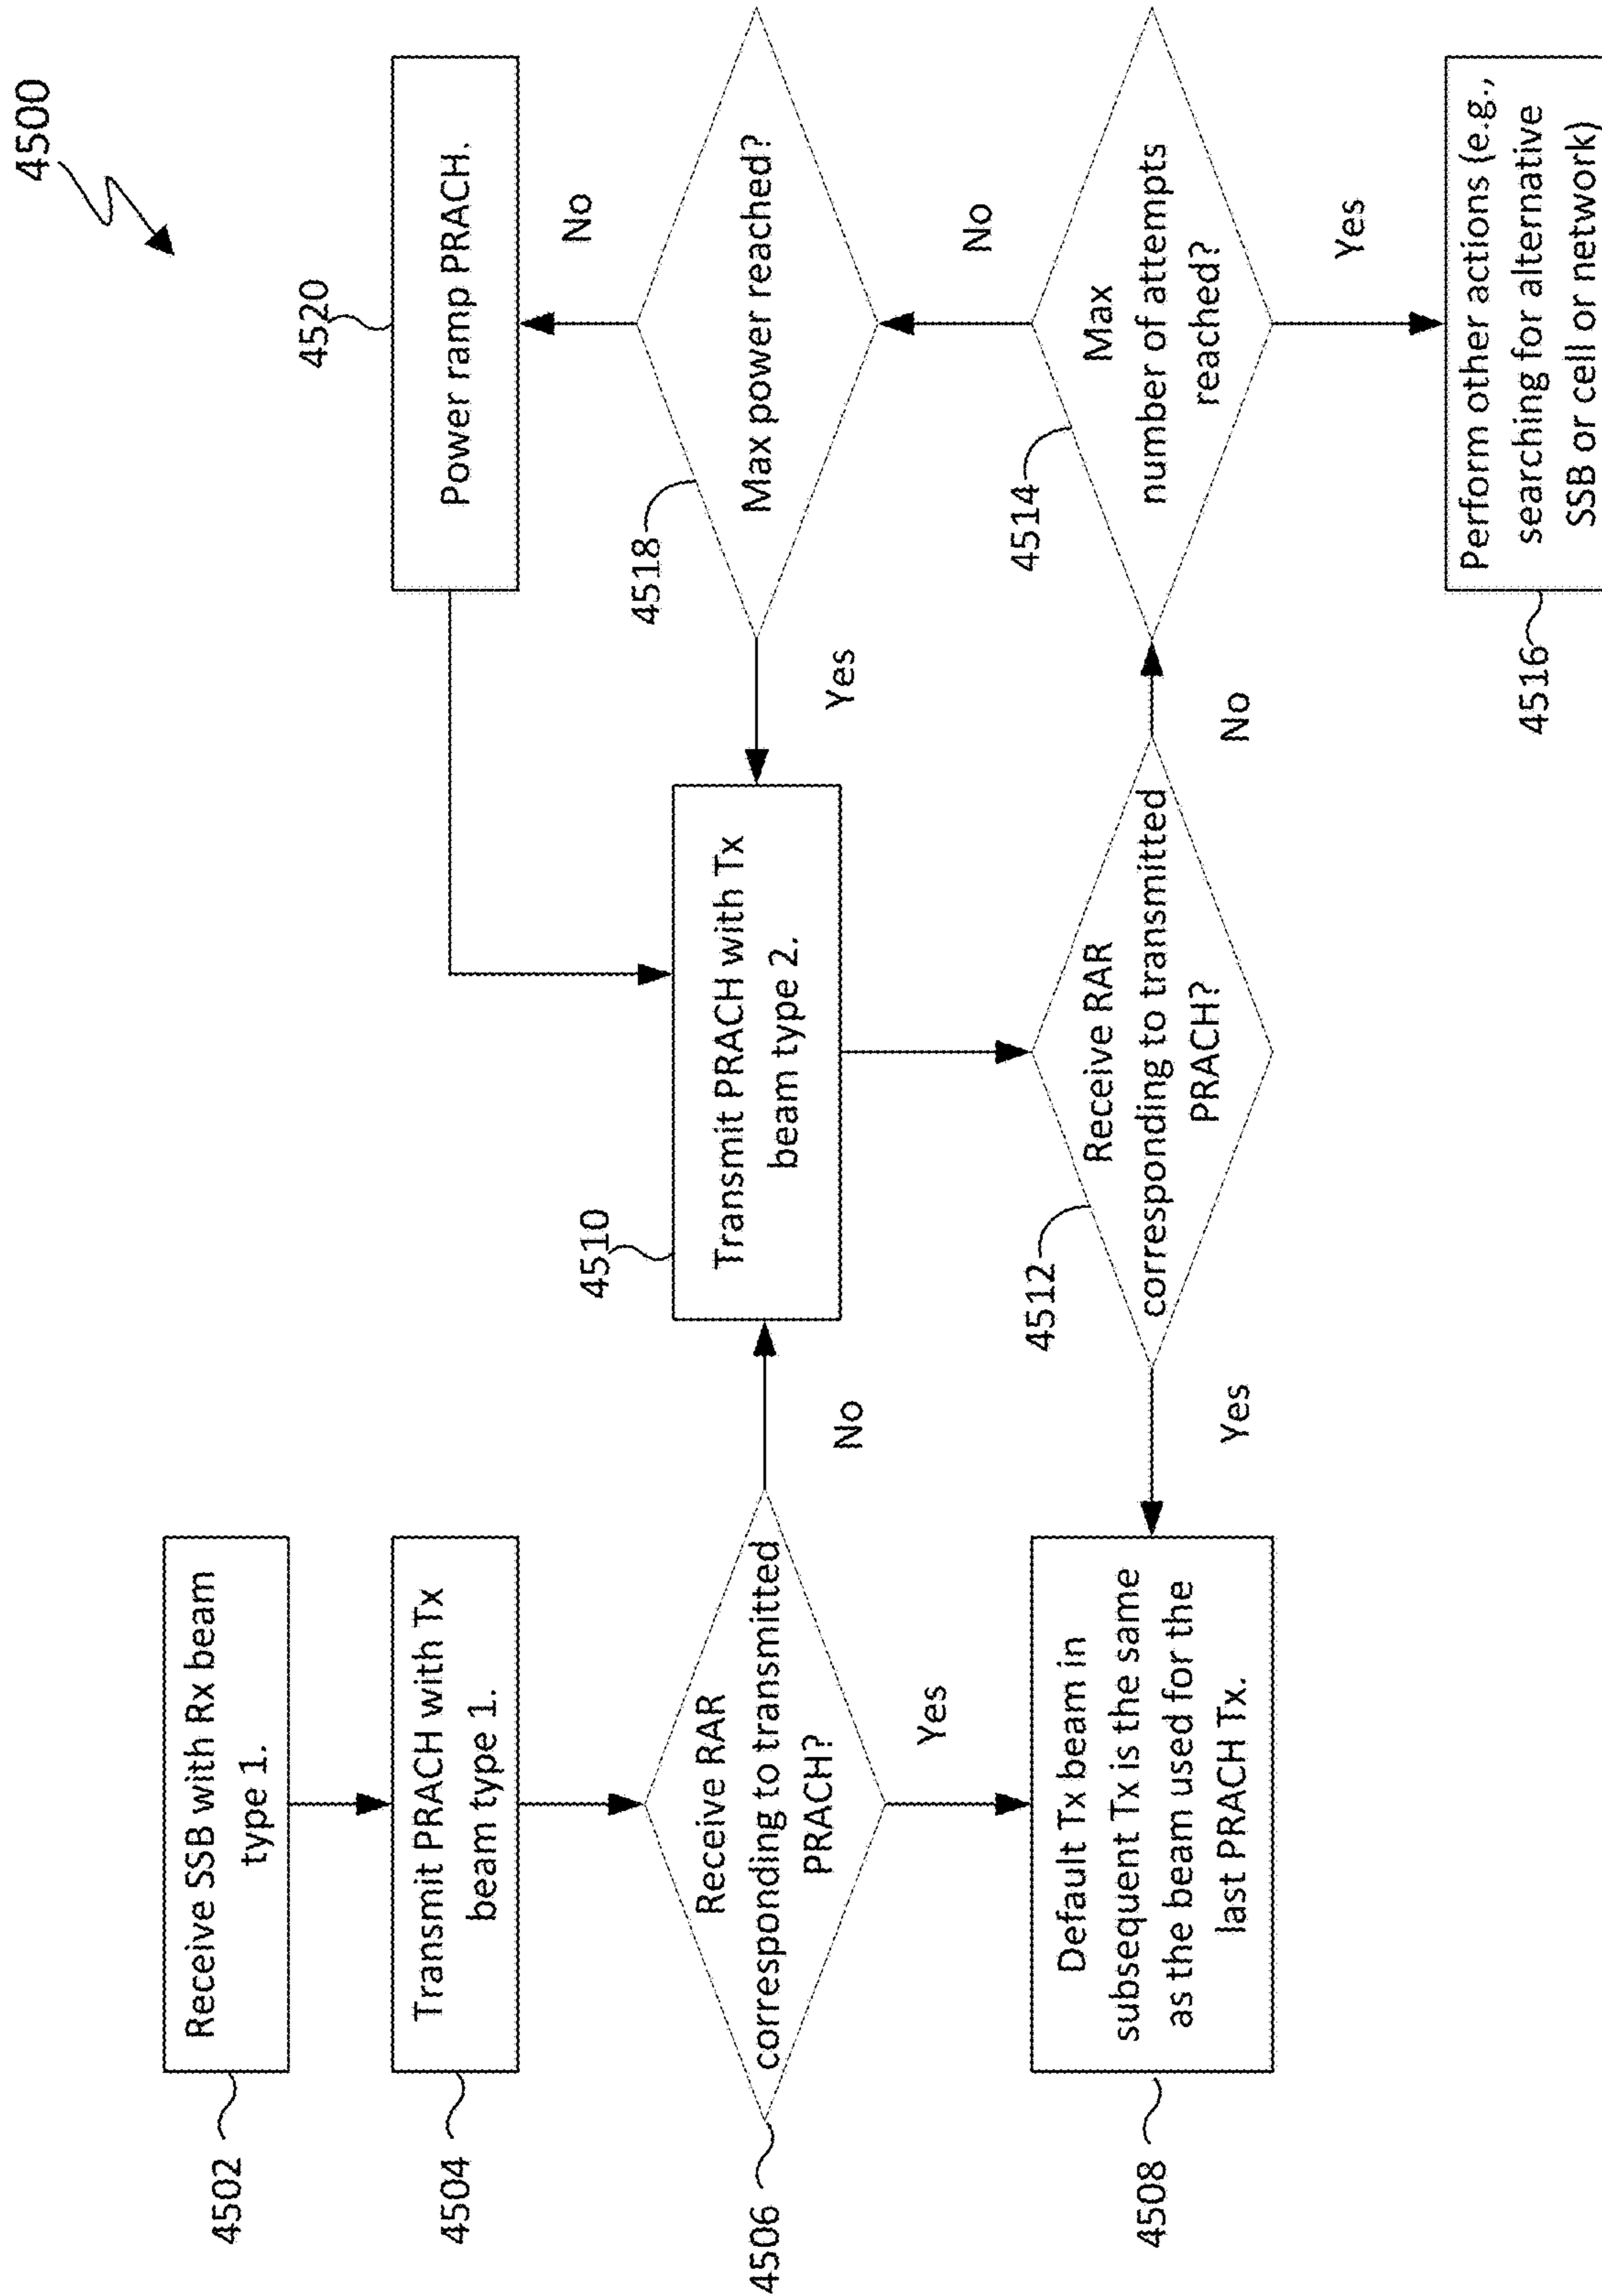 4500
4502
Receive SSB with Rx beam
type 1.
4504
Transmit PRACH with Tx
beam type 1.
4506
Receive RAR
corresponding to transmitted
PRACH?
No
Yes
4508
Default Tx beam in
subsequent Tx is the same
as the beam used for the
last PRACH Tx.
4510
Transmit PRACH with Tx
beam type 2.
4512
Receive RAR
corresponding to transmitted
PRACH?
Yes
No
4514
Max
number of attempts
reached?
No
Yes
4516
Perform other actions (e.g.,
searching for alternative
SSB or cell or network)
4518
Max power reached?
Yes
No
4520
Power ramp PRACH.